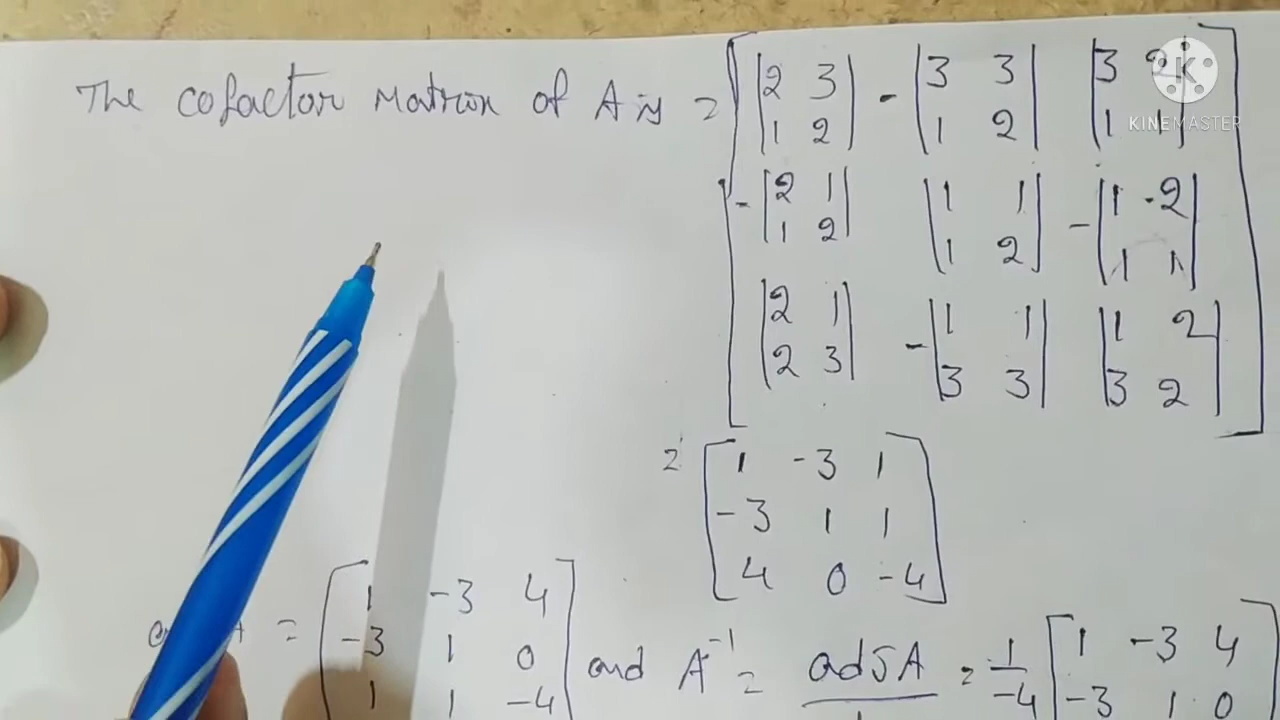 The cofactor Matrix of A is = [ |2 3| - |3 3| |3 2|
|1 2| |1 2| |1 1|
KINEMASTER
- |2 1| |1 1| - |1 -2|
|1 2| |1 2| |1 1|
|2 1| - |1 1| |1 2|
|2 3| |3 3| |3 2| ]
= [ 1 -3 1
-3 1 1
4 0 -4 ]
A = [ 1 -3 4
-3 1 0
1 1 -4
and A^-1 = adjA = 1/-4 [ 1 -3 4
-3 1 0